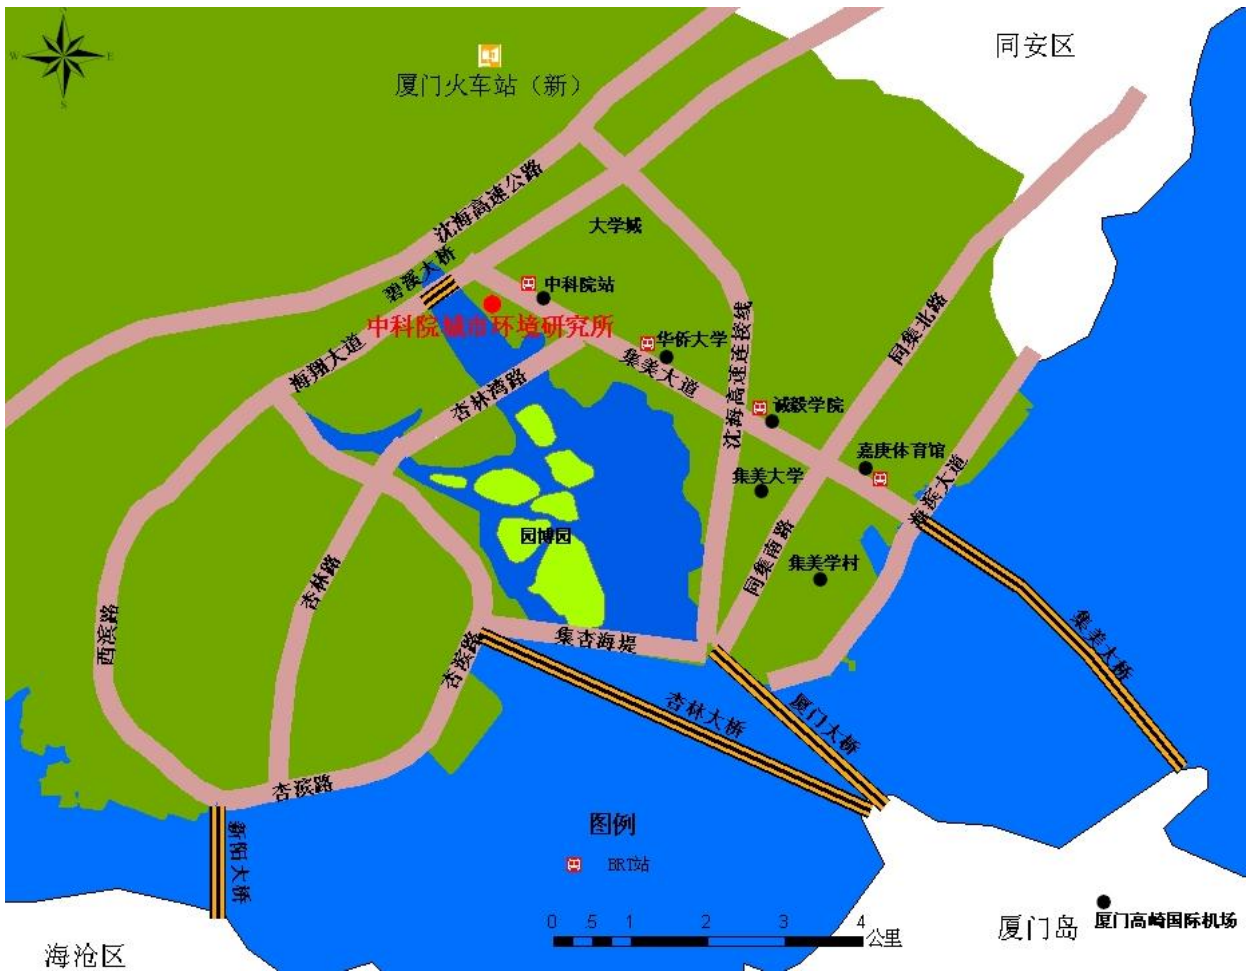 N
W
E
S
同安区
厦门火车站（新）
沈海高速公路
大学城
碧溪大桥
中科院站
中科院城市环境研究所
华侨大学
沈海高速连接线
同集北路
海翔大道
集美大道
杏林湾路
诚毅学院
嘉庚体育馆
集美大学
海滨大道
园博园
同集南路
集美学村
杏林路
西滨路
集杏海堤
杏滨路
集美大桥
杏林大桥
厦门大桥
杏滨路
图例
新阳大桥
BRT站
0 .5 1 2 3 4
公里
厦门岛
厦门高崎国际机场
海沧区